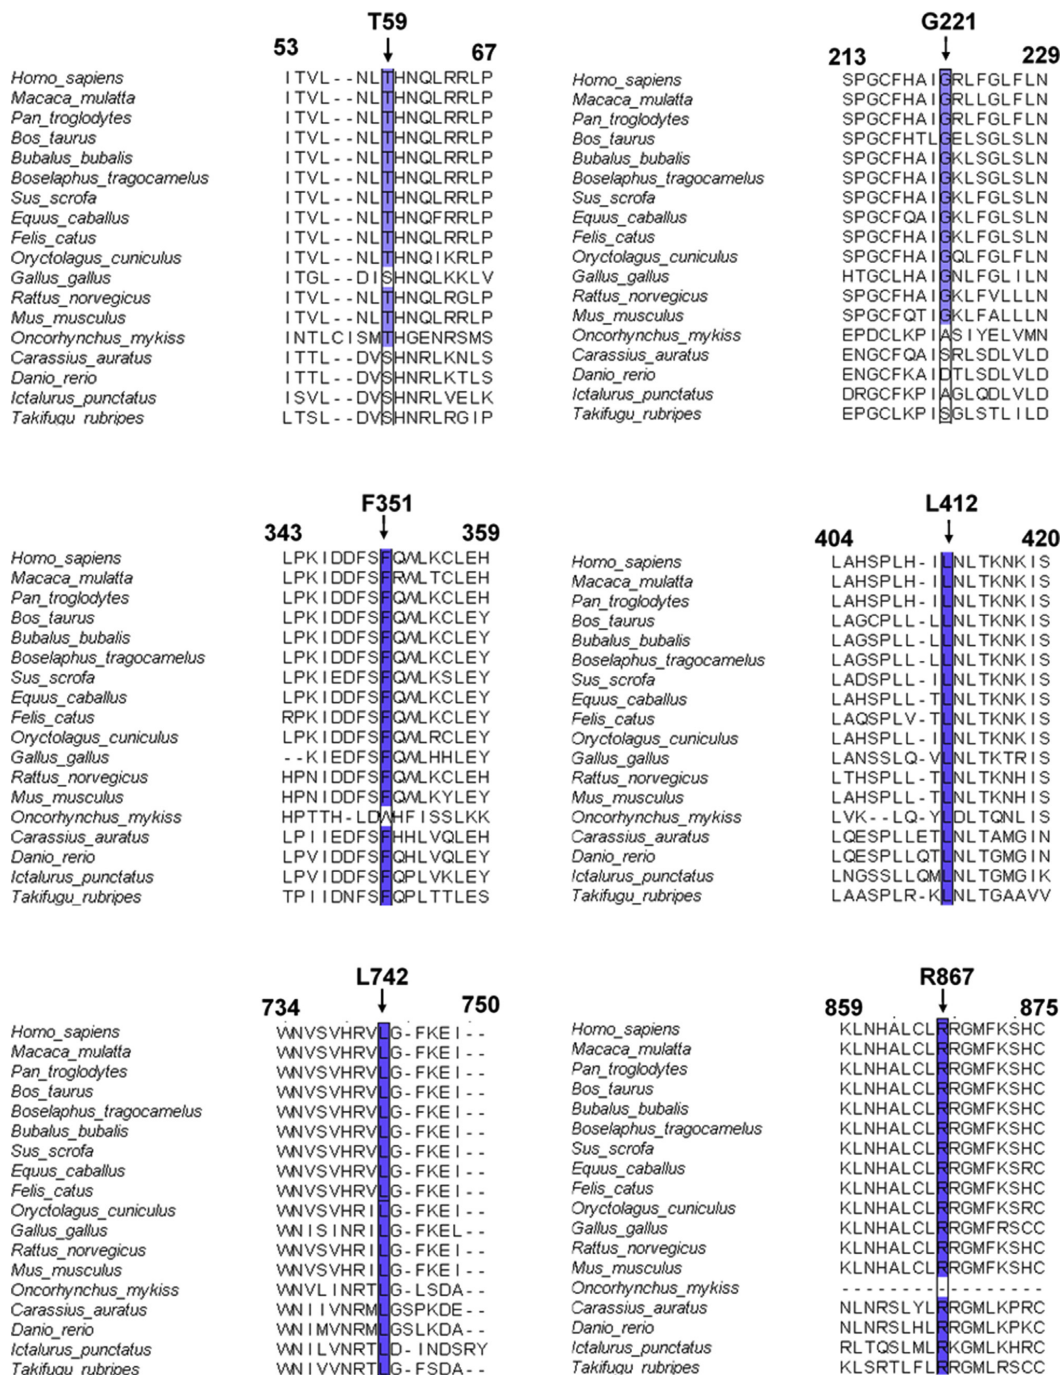 T59
53 67
Homo_sapiens ITVL--NLTHNQLRRLP
Macaca_mulatta ITVL--NLTHNQLRRLP
Pan_troglodytes ITVL--NLTHNQLRRLP
Bos_taurus ITVL--NLTHNQLRRLP
Bubalus_bubalis ITVL--NLTHNQLRRLP
Boselaphus_tragocamelus ITVL--NLTHNQLRRLP
Sus_scrofa ITVL--NLTHNQLRRLP
Equus_caballus ITVL--NLTHNQFRRLP
Felis_catus ITVL--NLTHNQLRRLP
Oryctolagus_cuniculus ITVL--NLTHNQIKRLP
Gallus_gallus ITGL--DISHNQLKKLV
Rattus_norvegicus ITVL--NLTHNQLRGLP
Mus_musculus ITVL--NLTHNQLRRLP
Oncorhynchus_mykiss INTLCISMTHGENRSMS
Carassius_auratus ITTL--DVSHNRLKNLS
Danio_rerio ITTL--DVSHNRLKTLS
Ictalurus_punctatus ISVL--DVSHNRLVELK
Takifugu_rubripes LTSL--DVSHNRLRGIP
G221
213 229
Homo_sapiens SPGCFHAIGRLFGLFLN
Macaca_mulatta SPGCFHAIGRLLGLFLN
Pan_troglodytes SPGCFHAIGRLFGLFLN
Bos_taurus SPGCFHTLGELSGLSLN
Bubalus_bubalis SPGCFHAIGKLSGLSLN
Boselaphus_tragocamelus SPGCFHAIGKLSGLSLN
Sus_scrofa SPGCFHAIGKLFGLSLN
Equus_caballus SPGCFQAIGKLFGLSLN
Felis_catus SPGCFHAIGKLFGLSLN
Oryctolagus_cuniculus SPGCFHAIGQLFGLSLN
Gallus_gallus HTGCLHAIGNLFGLILN
Rattus_norvegicus SPGCFHAIGKLFVLLLN
Mus_musculus SPGCFQTIGKLFALLLN
Oncorhynchus_mykiss EPDCLKPIASIYELVMN
Carassius_auratus ENGCFQAISRLSDLVLD
Danio_rerio ENGCFKAIDTLSDLVLD
Ictalurus_punctatus DRGCFKPIAGLQDLVLD
Takifugu_rubripes EPGCLKPISGLSTLILD
F351
343 359
Homo_sapiens LPKIDDFSFQWLKCLEH
Macaca_mulatta LPKIDDFSFRWLTCLEH
Pan_troglodytes LPKIDDFSFQWLKCLEH
Bos_taurus LPKIDDFSFQWLKCLEY
Bubalus_bubalis LPKIDDFSFQWLKCLEY
Boselaphus_tragocamelus LPKIDDFSFQWLKCLEY
Sus_scrofa LPKIEDFSFQWLKSLEY
Equus_caballus LPKIDDFSFQWLKCLEY
Felis_catus RPKIDDFSFQWLKCLEY
Oryctolagus_cuniculus LPKIDDFSFQWLRCLEY
Gallus_gallus --KIEDFSFQWLHHLEY
Rattus_norvegicus HPNIDDFSFQWLKCLEH
Mus_musculus HPNIDDFSFQWLKYLEY
Oncorhynchus_mykiss HPTTH-LDWHFISSLKK
Carassius_auratus LPIIEDFSFHHLVQLEH
Danio_rerio LPVIDDFSFQHLVQLEY
Ictalurus_punctatus LPVIDDFSFQPLVKLEY
Takifugu_rubripes TPIIDNFSFQPLTTLES
L412
404 420
Homo_sapiens LAHSPLH-ILNLTKNKIS
Macaca_mulatta LAHSPLH-ILNLTKNKIS
Pan_troglodytes LAHSPLH-ILNLTKNKIS
Bos_taurus LAGCPLL-LLNLTKNKIS
Bubalus_bubalis LAGSPLL-LLNLTKNKIS
Boselaphus_tragocamelus LAGSPLL-LLNLTKNKIS
Sus_scrofa LADSPLL-ILNLTKNKIS
Equus_caballus LAHSPLL-TLNLTKNKIS
Felis_catus LAQSPLV-TLNLTKNKIS
Oryctolagus_cuniculus LAHSPLL-ILNLTKNKIS
Gallus_gallus LANSSLQ-VLNLTKTRIS
Rattus_norvegicus LTHSPLL-TLNLTKNHIS
Mus_musculus LAHSPLL-TLNLTKNHIS
Oncorhynchus_mykiss LVK--LQ-YLDLTQNLIS
Carassius_auratus LQESPLLETLNLTAMGIN
Danio_rerio LQESPLLQTLNLTGMGIN
Ictalurus_punctatus LNGSSLLQMLNLTGMGIK
Takifugu_rubripes LAASPLR-KLNLTGAAVV
L742
734 750
Homo_sapiens WNVSVHRVLG-FKEI--
Macaca_mulatta WNVSVHRVLG-FKEI--
Pan_troglodytes WNVSVHRVLG-FKEI--
Bos_taurus WNVSVHRVLG-FKEI--
Boselaphus_tragocamelus WNVSVHRVLG-FKEI--
Bubalus_bubalis WNVSVHRVLG-FKEI--
Sus_scrofa WNVSVHRVLG-FKEI--
Equus_caballus WNVSVHRVLG-FKEI--
Felis_catus WNVSVHRVLG-FKEI--
Oryctolagus_cuniculus WNVSVHRILG-FKEI--
Gallus_gallus WNISINRILG-FKEL--
Rattus_norvegicus WNVSVHRILG-FKEI--
Mus_musculus WNVSVHRILG-FKEI--
Oncorhynchus_mykiss WNVLINRTLG-LSDA--
Carassius_auratus WNIIVNRMLGSPKDE--
Danio_rerio WNIMVNRMLGSLKDA--
Ictalurus_punctatus WNILVNRTLD-INDSRY
Takifugu_rubripes WNIVVNRTLG-FSDA--
R867
859 875
Homo_sapiens KLNHALCLRRGMFKSHC
Macaca_mulatta KLNHALCLRRGMFKSHC
Pan_troglodytes KLNHALCLRRGMFKSHC
Bos_taurus KLNHALCLRRGMFKSHC
Bubalus_bubalis KLNHALCLRRGMFKSHC
Boselaphus_tragocamelus KLNHALCLRRGMFKSHC
Sus_scrofa KLNHALCLRRGMFKSHC
Equus_caballus KLNHALCLRRGMFKSRC
Felis_catus KLNHALCLRRGMFKSHC
Oryctolagus_cuniculus KLNHALCLRRGMFKSRC
Gallus_gallus KLNHALCLRRGMFRSCC
Rattus_norvegicus KLNHALCLRRGMFKSHC
Mus_musculus KLNHALCLRRGMFKSHC
Oncorhynchus_mykiss -----------------
Carassius_auratus NLNRSLYLRRGMLKPRC
Danio_rerio NLNRSLHLRRGMLKPKC
Ictalurus_punctatus RLTQSLMLRKGMLKHRC
Takifugu_rubripes KLSRTLFLRRGMLRSCC